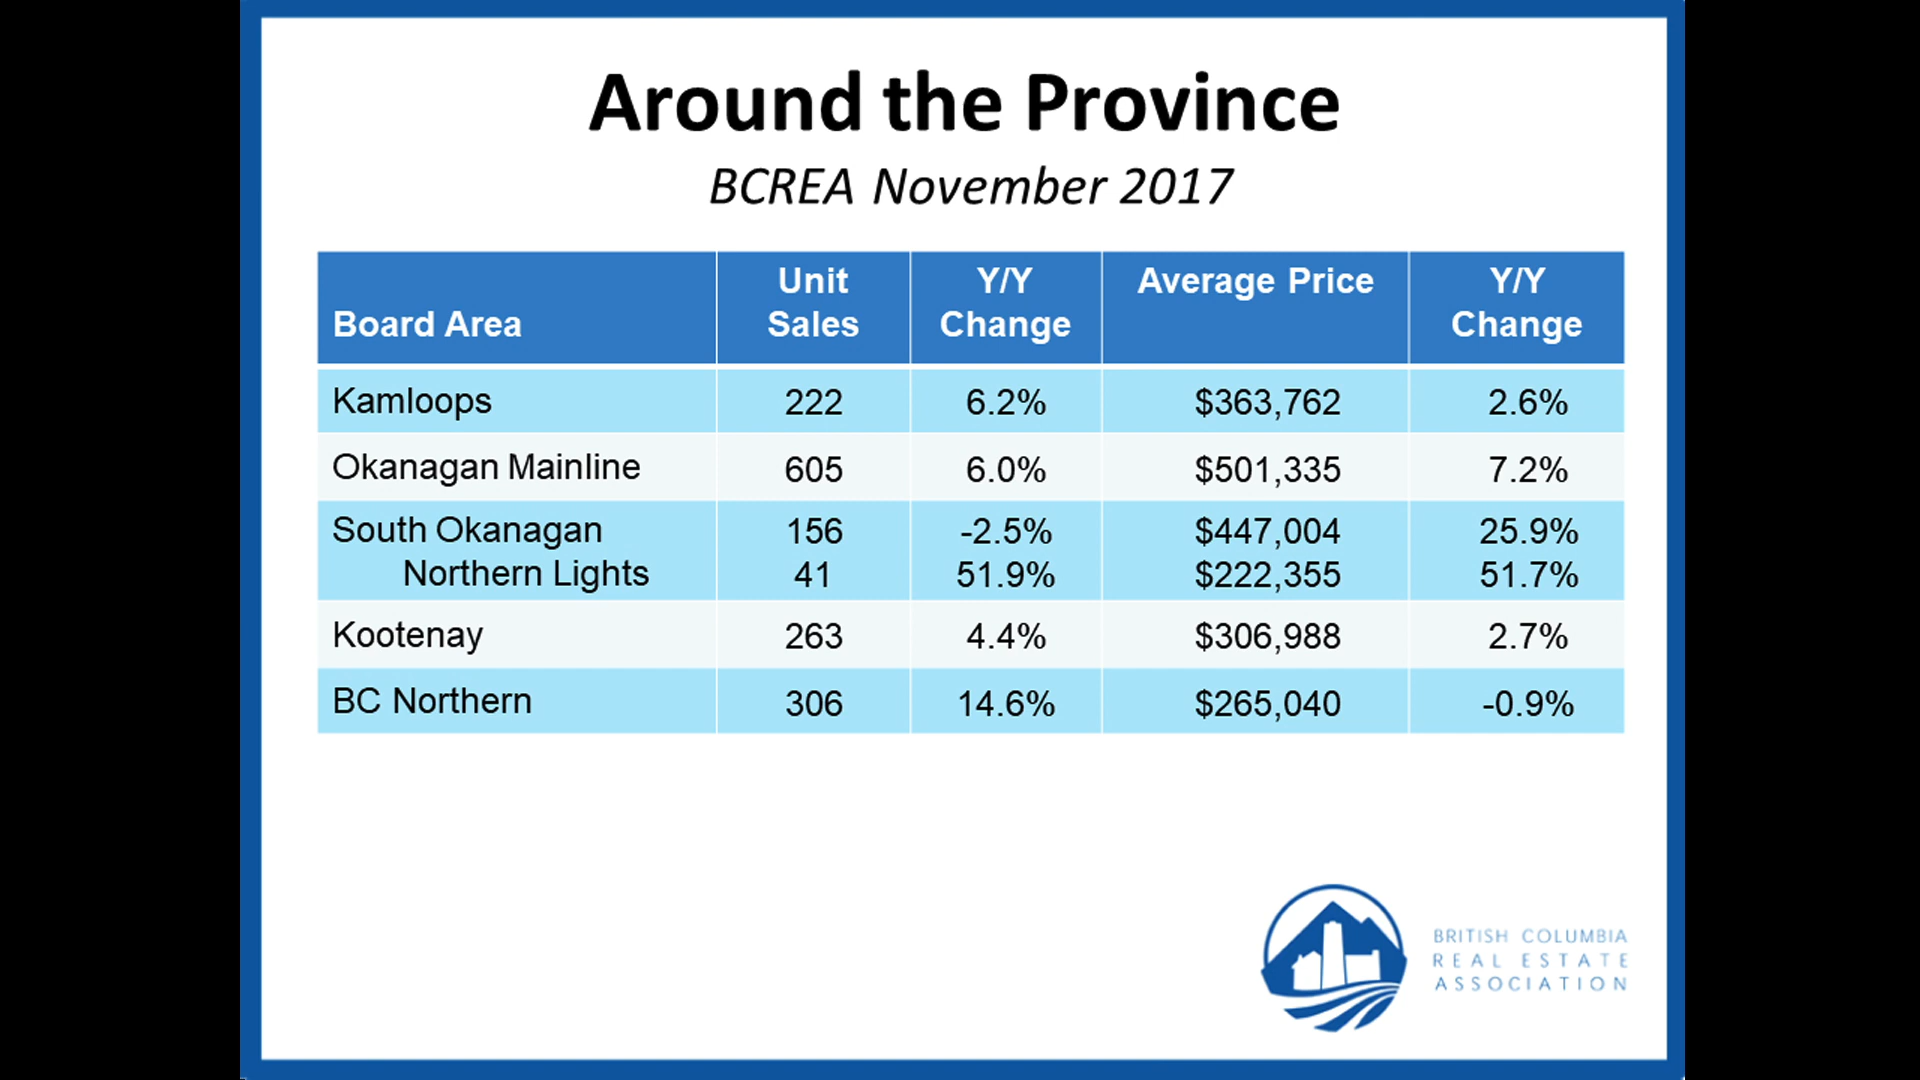 Around the Province
BCREA November 2017
Board Area Unit Sales Y/Y Change Average Price Y/Y Change
Kamloops 222 6.2% $363,762 2.6%
Okanagan Mainline 605 6.0% $501,335 7.2%
South Okanagan 156 -2.5% $447,004 25.9%
Northern Lights 41 51.9% $222,355 51.7%
Kootenay 263 4.4% $306,988 2.7%
BC Northern 306 14.6% $265,040 -0.9%
BRITISH COLUMBIA
REAL ESTATE
ASSOCIATION